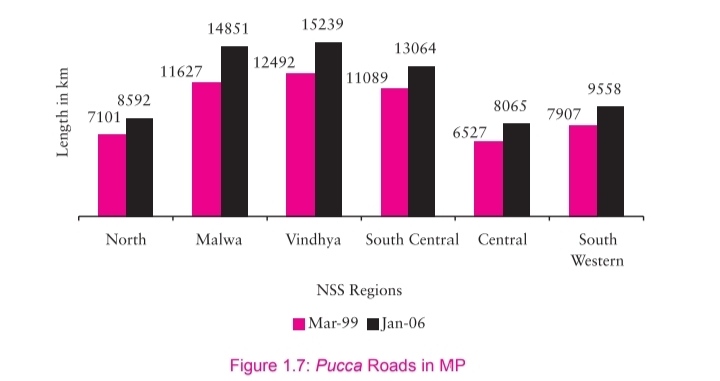 14851
15239
13064
11627
12492
11089
9558
8592
8065
7101
7907
6527
Length in km
North Malwa Vindhya South Central Central South
Western
NSS Regions
Mar-99 Jan-06
Figure 1.7: Pucca Roads in MP